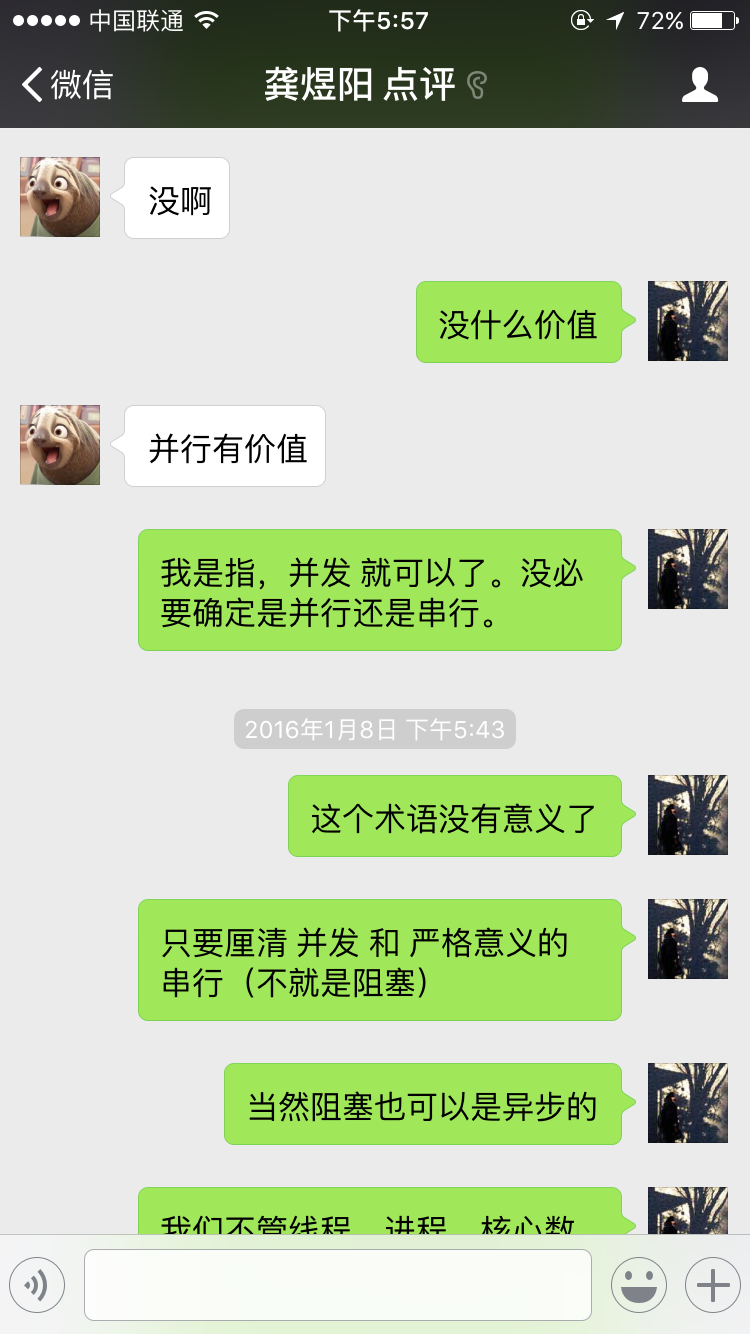 中国联通 下午5:57 72%
微信 龚煜阳 点评
没啊
没什么价值
并行有价值
我是指，并发 就可以了。没必
要确定是并行还是串行。
2016年1月8日 下午5:43
这个术语没有意义了
只要厘清 并发 和 严格意义的
串行（不就是阻塞）
当然阻塞也可以是异步的
我们不管线程、进程、核心数